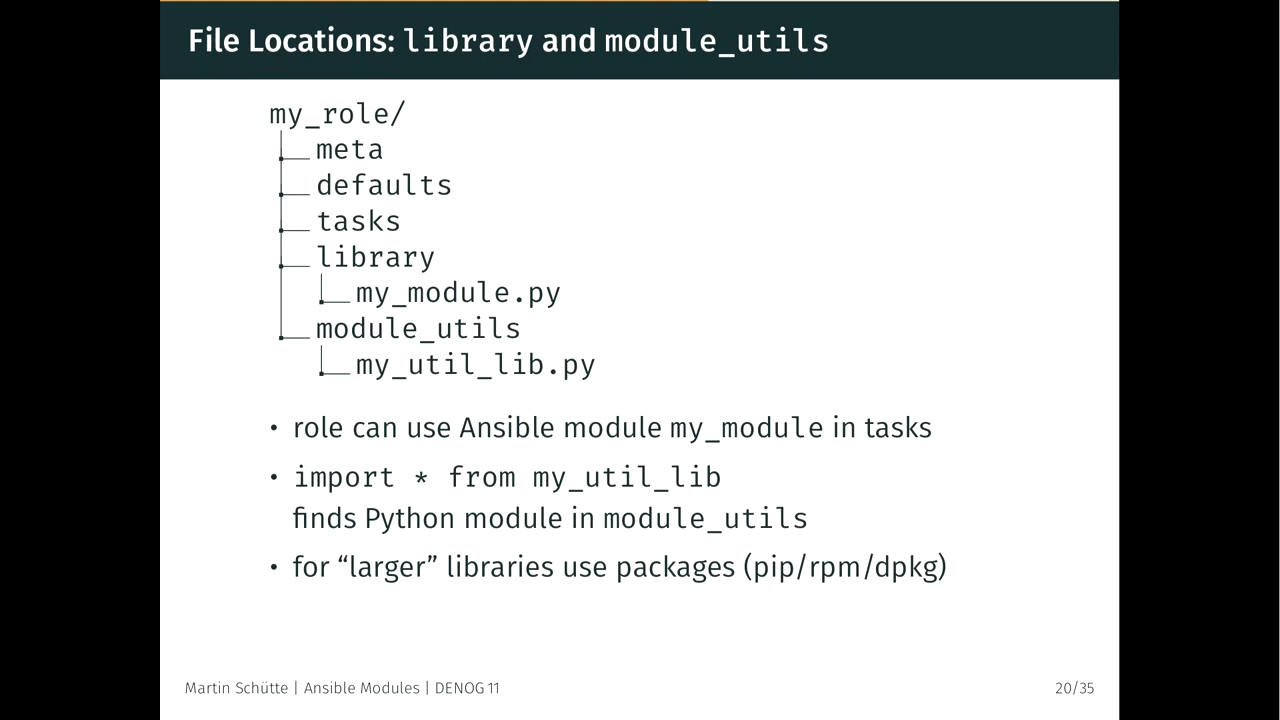 File Locations: library and module_utils
my_role/
meta
defaults
tasks
library
my_module.py
module_utils
my_util_lib.py
• role can use Ansible module my_module in tasks
• import * from my_util_lib
finds Python module in module_utils
• for “larger” libraries use packages (pip/rpm/dpkg)
Martin Schütte | Ansible Modules | DENOG 11
20/35